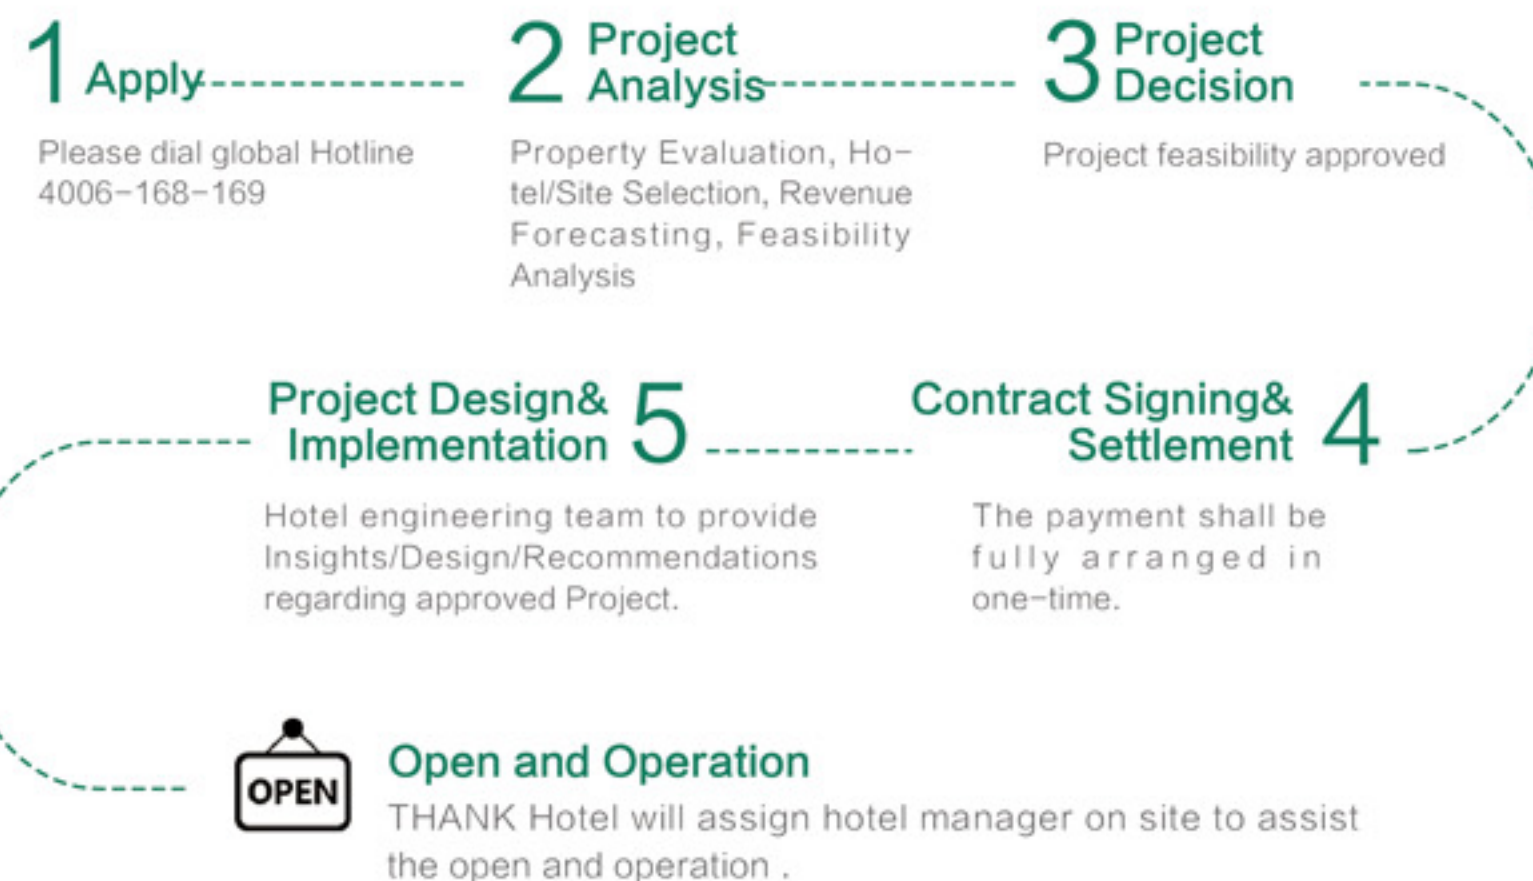 1 Apply
Please dial global Hotline
4006-168-169
2 Project
Analysis
Property Evaluation, Ho-
tel/Site Selection, Revenue
Forecasting, Feasibility
Analysis
3 Project
Decision
Project feasibility approved
Contract Signing&
Settlement 4
The payment shall be
fully arranged in
one-time.
Project Design&
Implementation 5
Hotel engineering team to provide
Insights/Design/Recommendations
regarding approved Project.
OPEN
Open and Operation
THANK Hotel will assign hotel manager on site to assist
the open and operation .